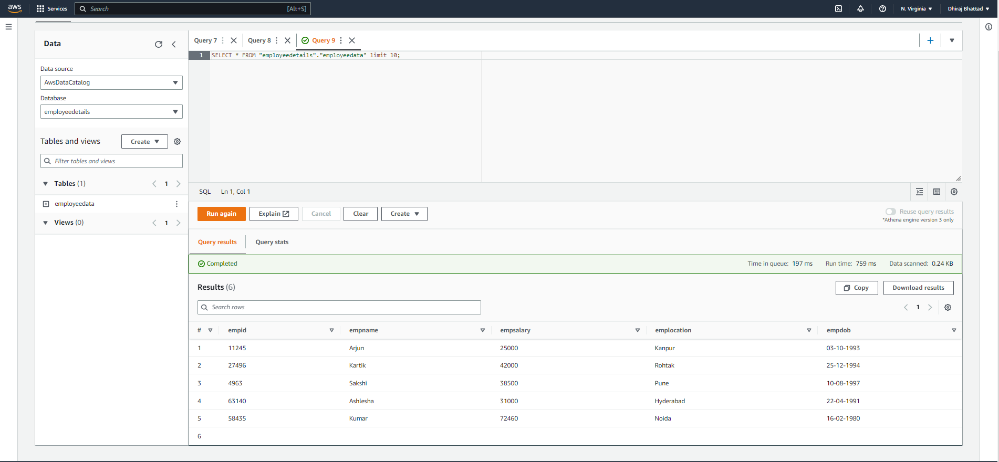 aws Services Search [Alt+S] N. Virginia Dhiraj Bhattad
Data
Data source
AwsDataCatalog
Database
employeedetails
Tables and views Create
Filter tables and views
Tables (1) 1
employeedata
Views (0) 1
Query 7 Query 8 Query 9
1 SELECT * FROM "employeedetails"."employeedata" limit 10;
SQL Ln 1, Col 1
Run again Explain Cancel Clear Create Reuse query results
*Athena engine version 3 only
Query results Query stats
Completed Time in queue: 197 ms Run time: 759 ms Data scanned: 0.24 KB
Results (6) Copy Download results
Search rows 1
# empid empname empsalary emplocation empdob
1 11245 Arjun 25000 Kanpur 03-10-1993
2 27496 Kartik 42000 Rohtak 25-12-1994
3 4963 Sakshi 38500 Pune 10-08-1997
4 63140 Ashlesha 31000 Hyderabad 22-04-1991
5 58435 Kumar 72460 Noida 16-02-1980
6